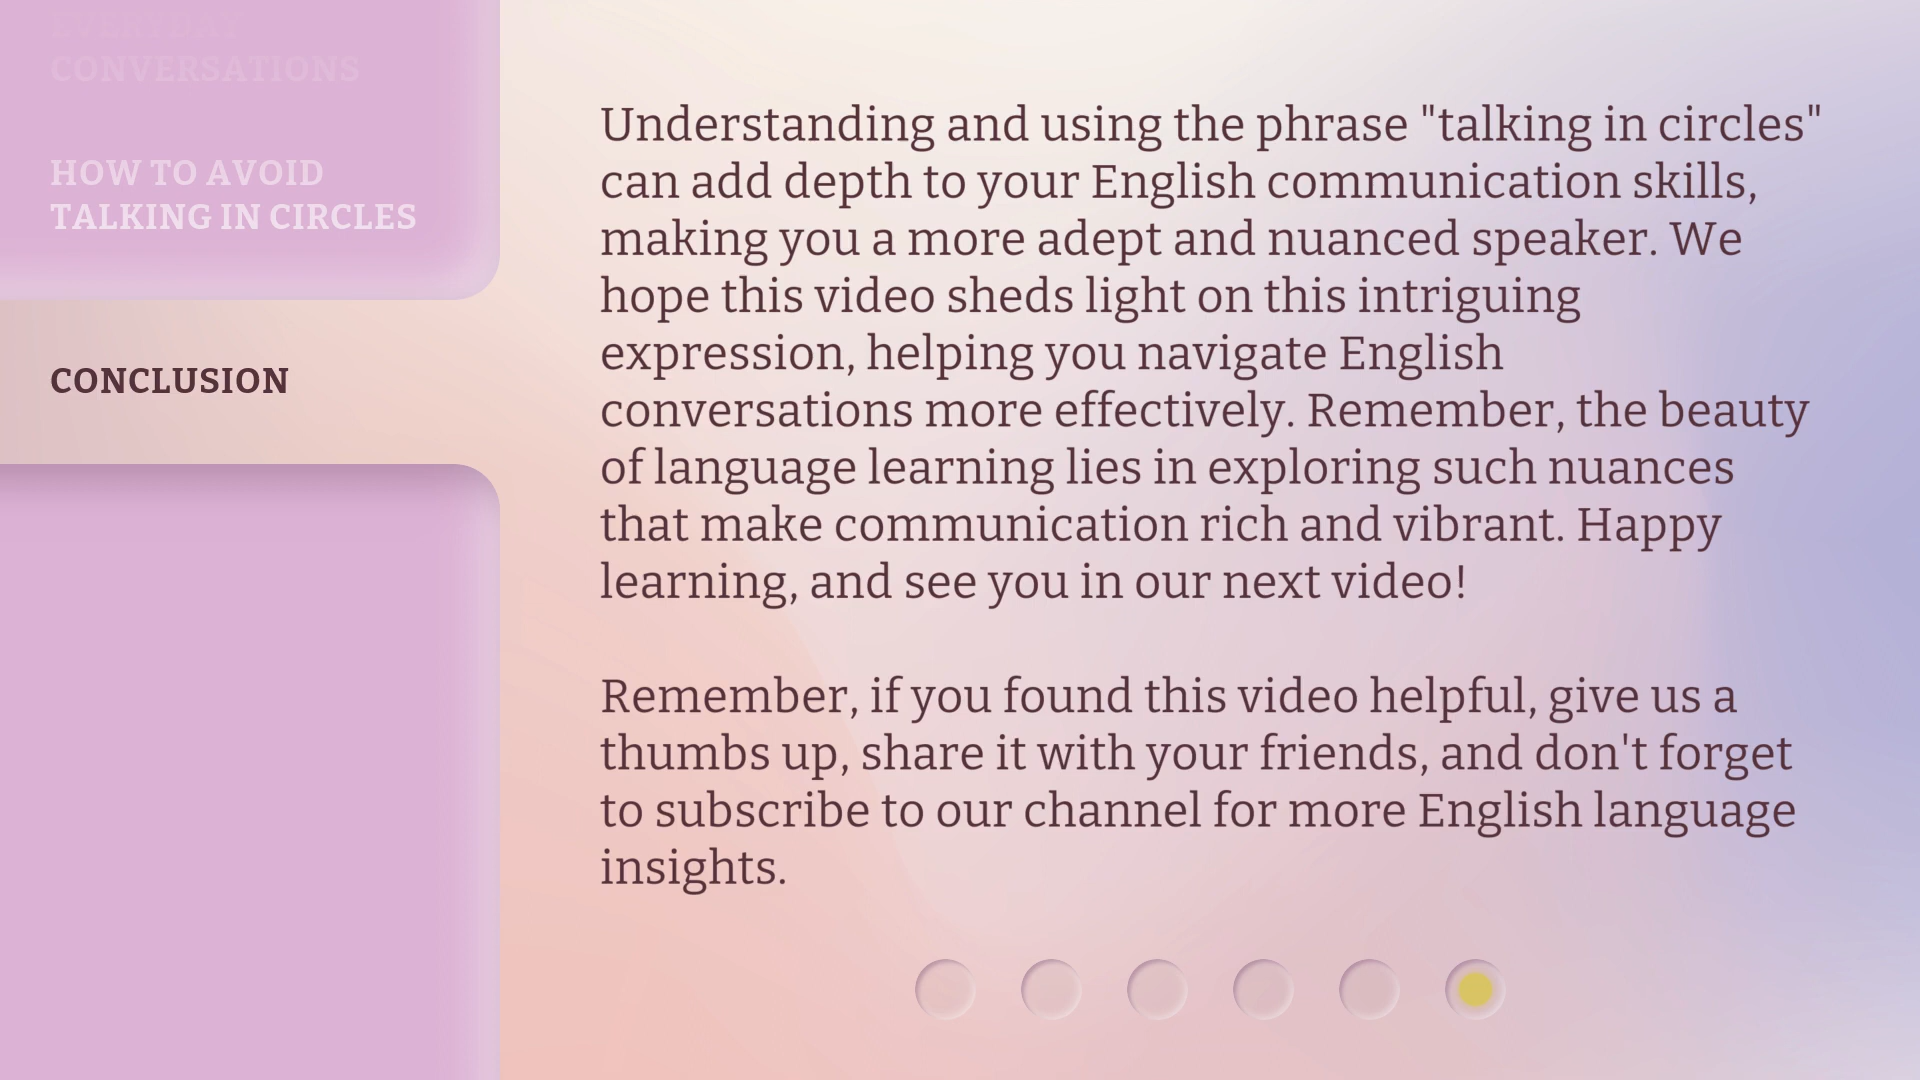 EVERYDAY
CONVERSATIONS
HOW TO AVOID
TALKING IN CIRCLES
CONCLUSION
Understanding and using the phrase "talking in circles"
can add depth to your English communication skills,
making you a more adept and nuanced speaker. We
hope this video sheds light on this intriguing
expression, helping you navigate English
conversations more effectively. Remember, the beauty
of language learning lies in exploring such nuances
that make communication rich and vibrant. Happy
learning, and see you in our next video!
Remember, if you found this video helpful, give us a
thumbs up, share it with your friends, and don't forget
to subscribe to our channel for more English language
insights.